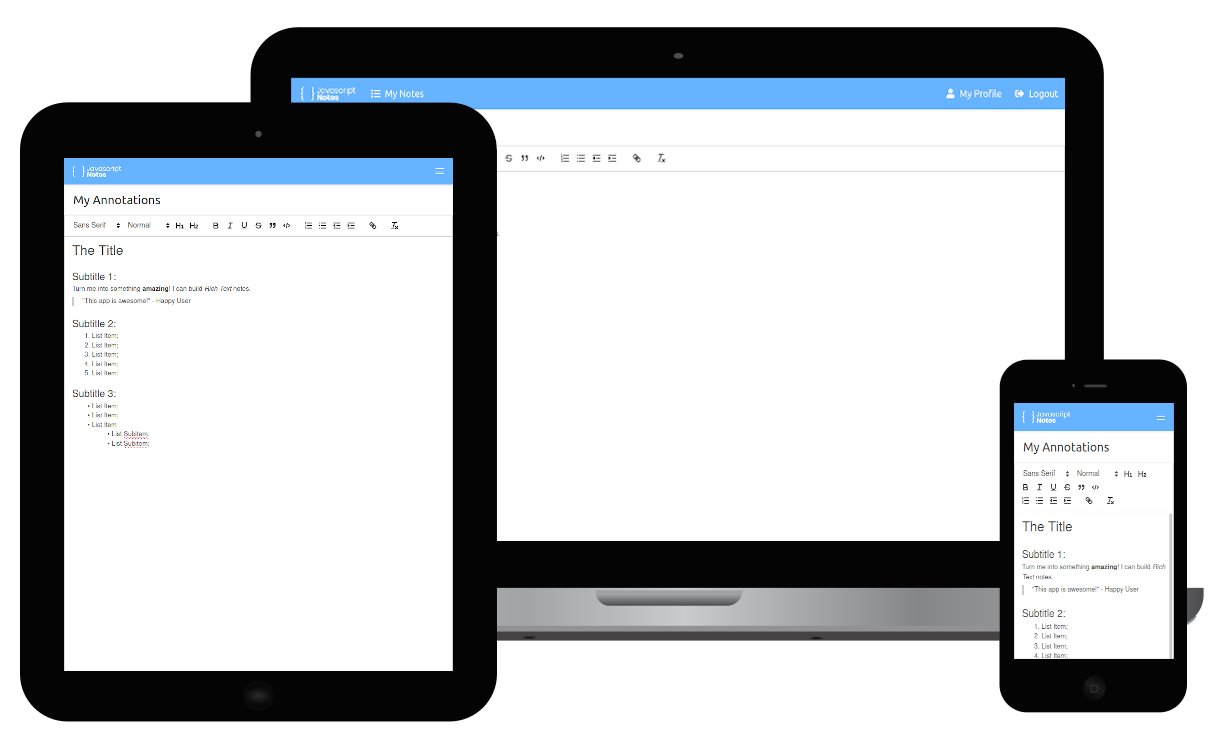 { } Javascript
Notes
My Notes
My Profile
Logout
{ } Javascript
Notes
My Annotations
Sans Serif Normal H1 H2 B I U S
The Title
Subtitle 1:
Turn me into something amazing! I can build Rich Text notes.
"This app is awesome!" - Happy User
Subtitle 2:
1. List Item;
2. List Item;
3. List Item;
4. List Item;
5. List Item;
Subtitle 3:
• List Item;
• List Item;
• List Item
• List Subitem;
• List Subitem;
{ } Javascript
Notes
My Annotations
Sans Serif Normal H1 H2
B I U S
The Title
Subtitle 1:
Turn me into something amazing! I can build Rich
Text notes.
"This app is awesome!" - Happy User
Subtitle 2:
1. List Item;
2. List Item;
3. List Item;
4. List Item;